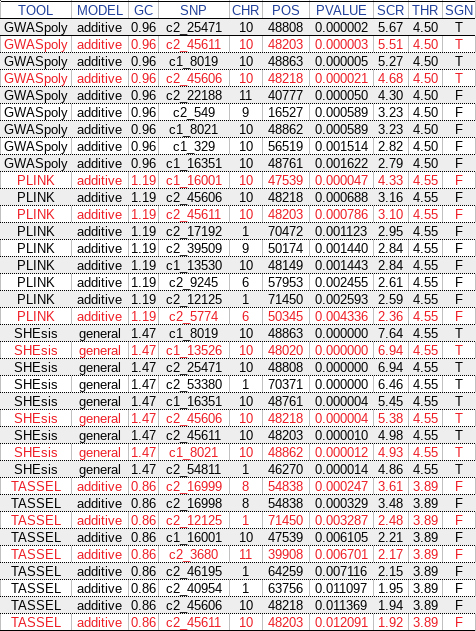 TOOL MODEL GC SNP CHR POS PVALUE SCR THR SGN
GWASpoly additive 0.96 c2_25471 10 48808 0.000002 5.67 4.50 T
GWASpoly additive 0.96 c2_45611 10 48203 0.000003 5.51 4.50 T
GWASpoly additive 0.96 c1_8019 10 48863 0.000005 5.27 4.50 T
GWASpoly additive 0.96 c2_45606 10 48218 0.000021 4.68 4.50 T
GWASpoly additive 0.96 c2_22188 11 40777 0.000050 4.30 4.50 F
GWASpoly additive 0.96 c2_549 9 16527 0.000589 3.23 4.50 F
GWASpoly additive 0.96 c1_8021 10 48862 0.000589 3.23 4.50 F
GWASpoly additive 0.96 c1_329 10 56519 0.001514 2.82 4.50 F
GWASpoly additive 0.96 c1_16351 10 48761 0.001622 2.79 4.50 F
PLINK additive 1.19 c1_16001 10 47539 0.000047 4.33 4.55 F
PLINK additive 1.19 c2_45606 10 48218 0.000688 3.16 4.55 F
PLINK additive 1.19 c2_45611 10 48203 0.000786 3.10 4.55 F
PLINK additive 1.19 c2_17192 1 70472 0.001123 2.95 4.55 F
PLINK additive 1.19 c2_39509 9 50174 0.001440 2.84 4.55 F
PLINK additive 1.19 c1_13530 10 48149 0.001443 2.84 4.55 F
PLINK additive 1.19 c2_9245 6 57953 0.002455 2.61 4.55 F
PLINK additive 1.19 c2_12125 1 71450 0.002593 2.59 4.55 F
PLINK additive 1.19 c2_5774 6 50345 0.004336 2.36 4.55 F
SHEsis general 1.47 c1_8019 10 48863 0.000000 7.64 4.55 T
SHEsis general 1.47 c1_13526 10 48020 0.000000 6.94 4.55 T
SHEsis general 1.47 c2_25471 10 48808 0.000000 6.94 4.55 T
SHEsis general 1.47 c2_53380 1 70371 0.000000 6.46 4.55 T
SHEsis general 1.47 c1_16351 10 48761 0.000004 5.45 4.55 T
SHEsis general 1.47 c2_45606 10 48218 0.000004 5.38 4.55 T
SHEsis general 1.47 c2_45611 10 48203 0.000010 4.98 4.55 T
SHEsis general 1.47 c1_8021 10 48862 0.000012 4.93 4.55 T
SHEsis general 1.47 c2_54811 1 46270 0.000014 4.86 4.55 T
TASSEL additive 0.86 c2_16999 8 54838 0.000247 3.61 3.89 F
TASSEL additive 0.86 c2_16998 8 54838 0.000329 3.48 3.89 F
TASSEL additive 0.86 c2_12125 1 71450 0.003287 2.48 3.89 F
TASSEL additive 0.86 c1_16001 10 47539 0.006105 2.21 3.89 F
TASSEL additive 0.86 c2_3680 11 39908 0.006701 2.17 3.89 F
TASSEL additive 0.86 c2_46195 1 64259 0.007116 2.15 3.89 F
TASSEL additive 0.86 c2_40954 1 63756 0.011097 1.95 3.89 F
TASSEL additive 0.86 c2_45606 10 48218 0.011369 1.94 3.89 F
TASSEL additive 0.86 c2_45611 10 48203 0.012091 1.92 3.89 F